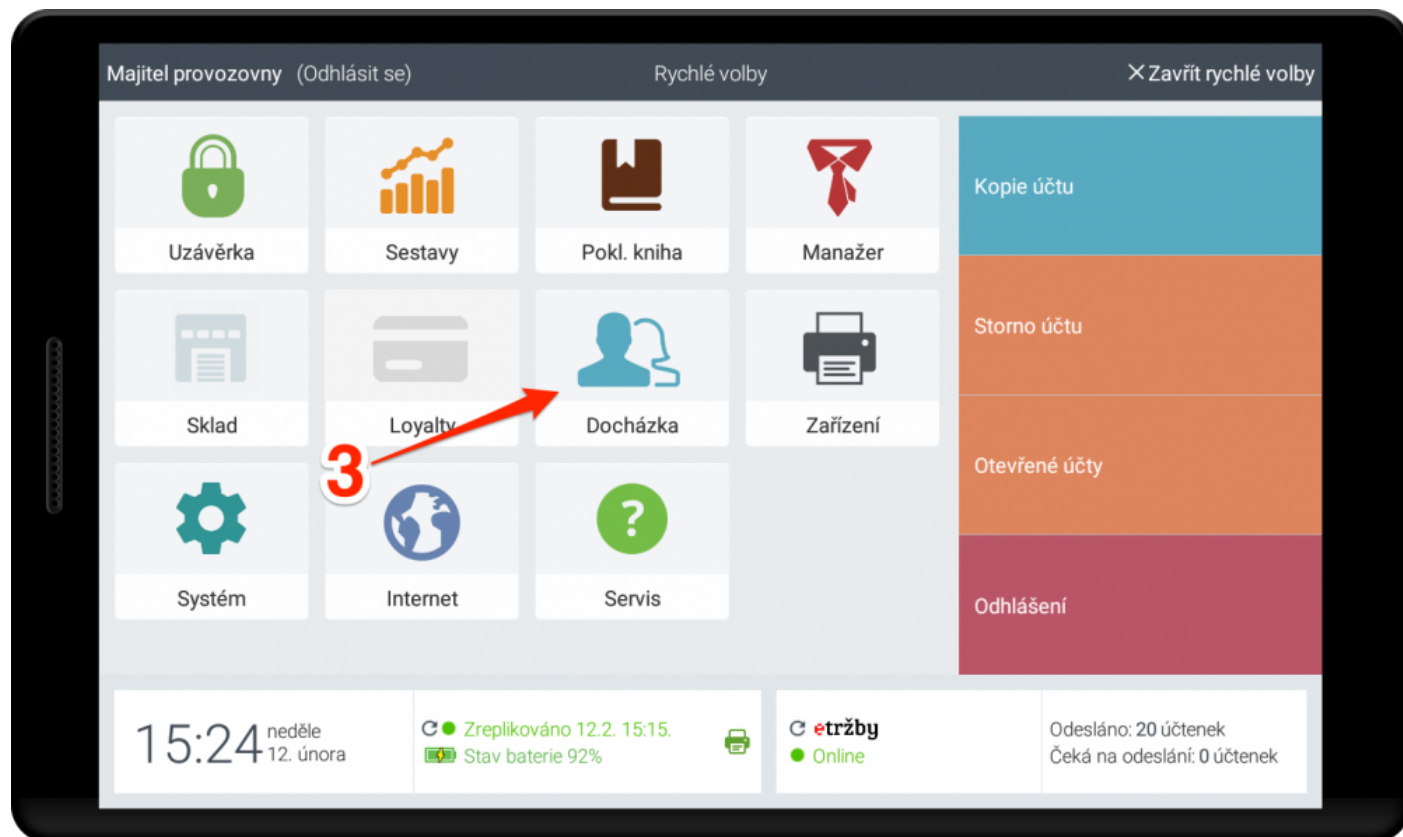 Majitel provozovny (Odhlásit se)
Rychlé volby
Zavřít rychlé volby
Uzávěrka
Sestavy
Pokl. kniha
Manažer
Sklad
Loyalty
Docházka
Zařízení
3
Systém
Internet
?
Servis
Kopie účtu
Storno účtu
Otevřené účty
Odhlášení
15:24
neděle
12. února
Zreplikováno 12.2. 15:15.
Stav baterie 92%
etržby
Online
Odesláno: 20 účtenek
Čeká na odeslání: 0 účtenek